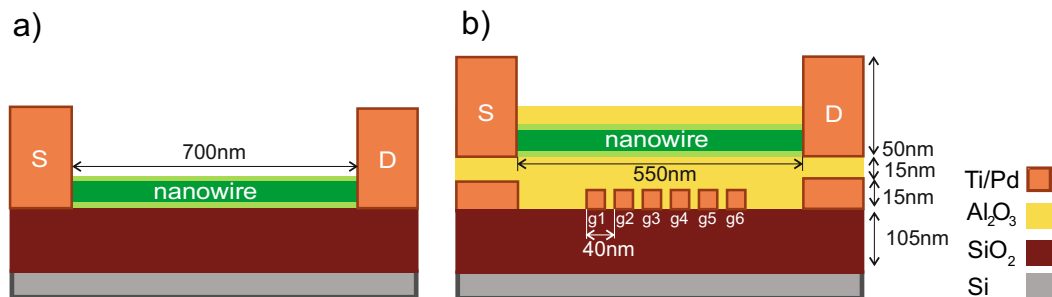 a)
S
700nm
nanowire
D
b)
S
nanowire
D
550nm
g1 g2 g3 g4 g5 g6
40nm
50nm
15nm
15nm
105nm
Ti/Pd
Al₂O₃
SiO₂
Si